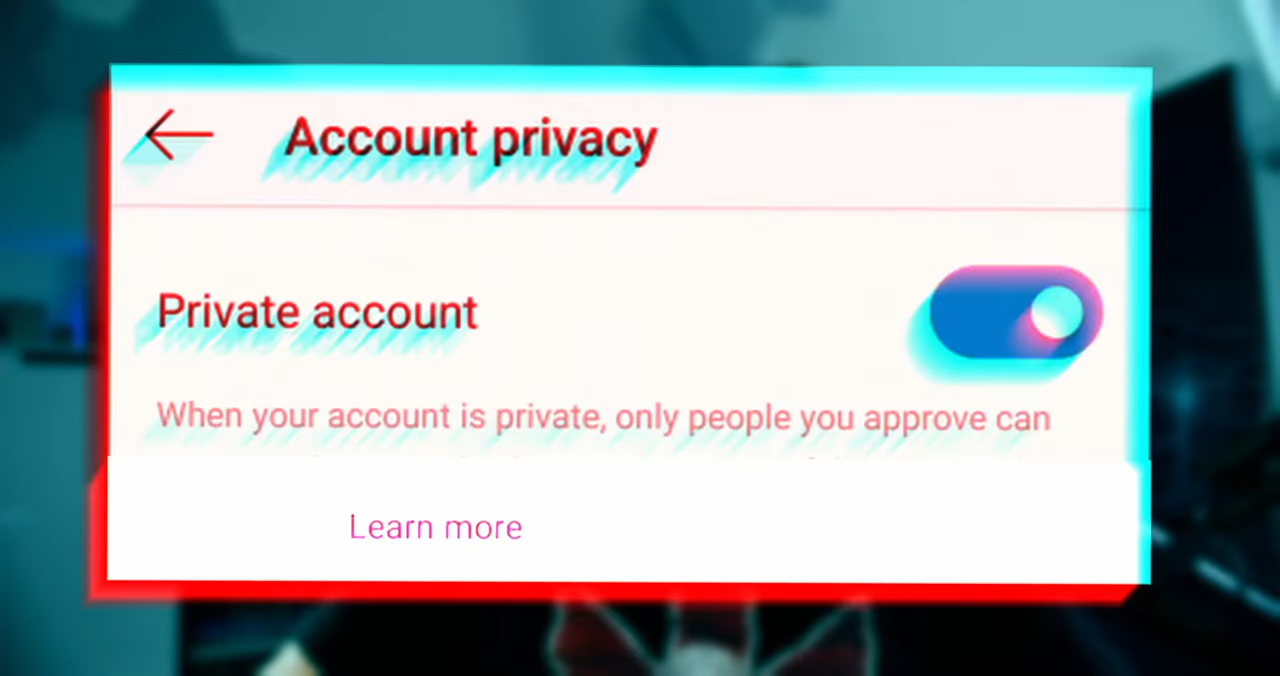 Account privacy
Private account
When your account is private, only people you approve can
Learn more